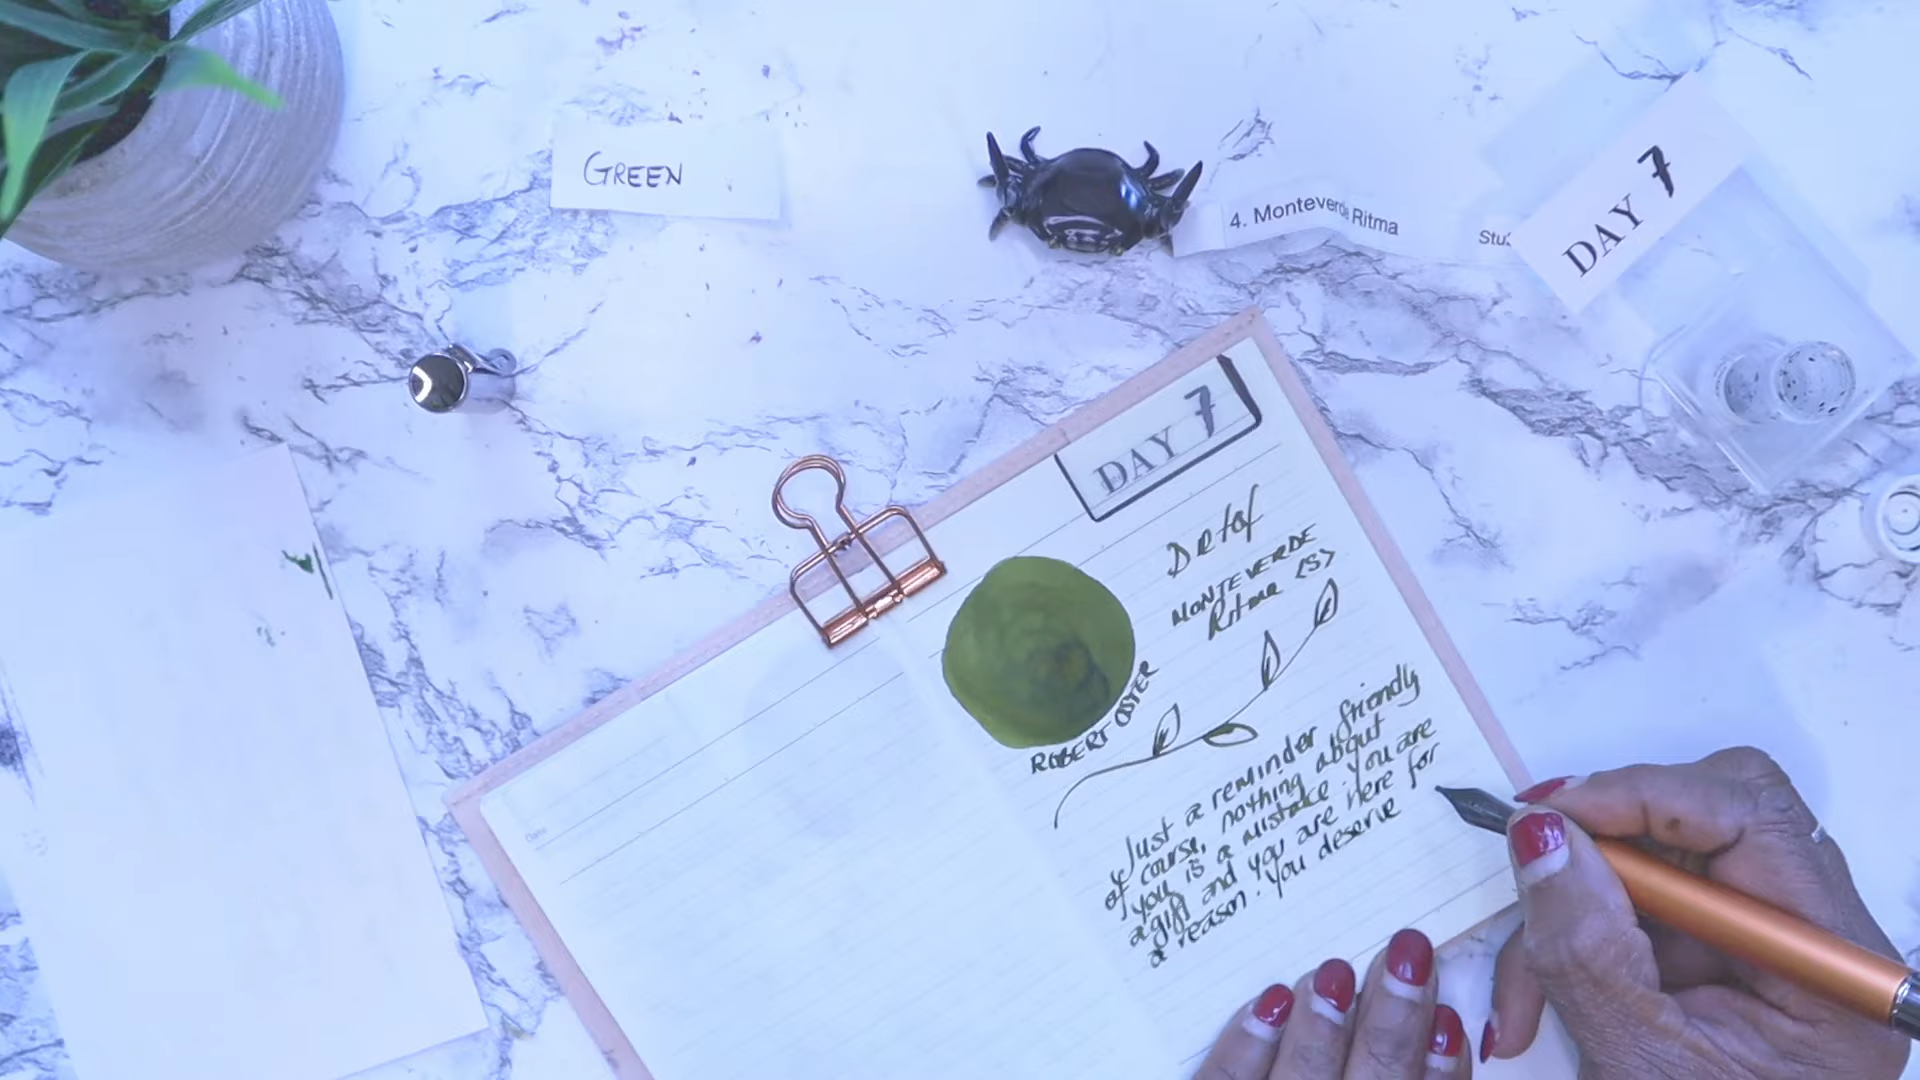 GREEN
4. Monteverde Ritma
DAY 7
DAY 7
MONTEVERDE
Ritma (S)
ROBERT OSTER
Just a reminder friendly
of course, nothing about
you is a mistake. You are
a gift and you are here for
a reason. You deserve